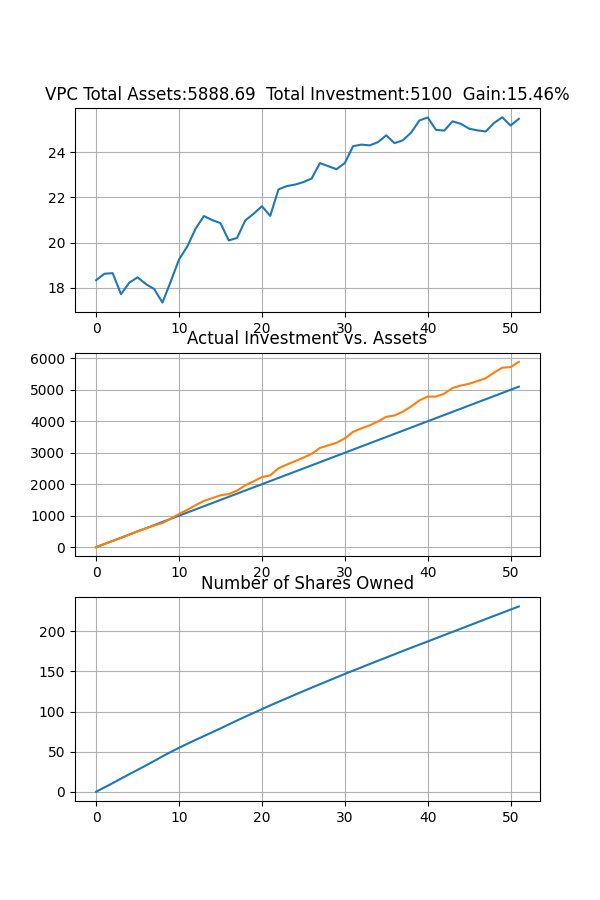 VPC Total Assets:5888.69  Total Investment:5100  Gain:15.46%
24
22
20
18
0 10 20 30 40 50
Actual Investment vs. Assets
6000
5000
4000
3000
2000
1000
0
0 10 20 30 40 50
Number of Shares Owned
200
150
100
50
0
0 10 20 30 40 50